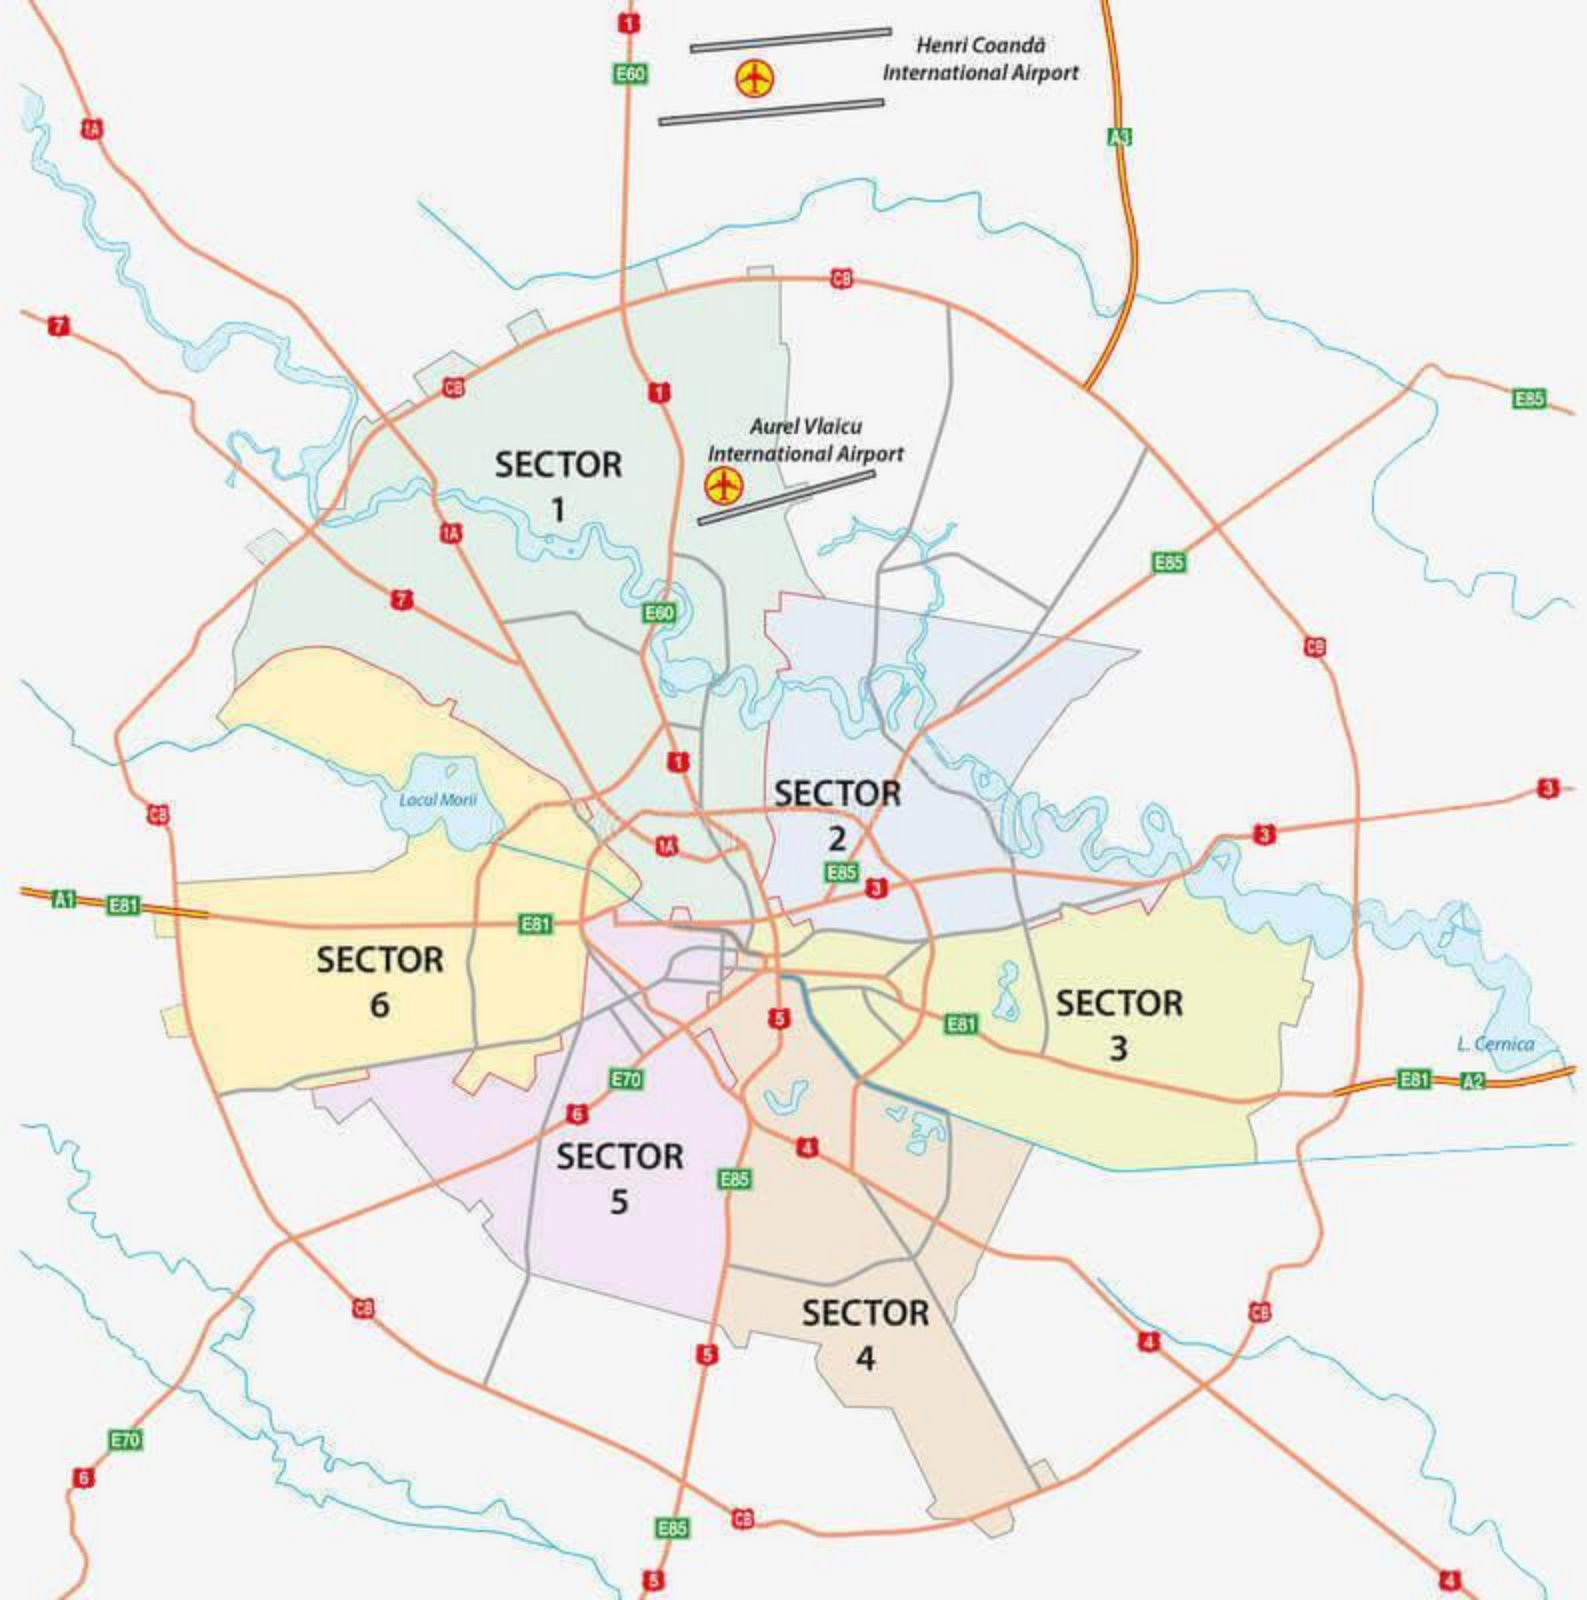 1
Henri Coandă
International Airport
E60
1A
A3
CB
7
CB
1
E85
Aurel Vlaicu
International Airport
SECTOR
1
1A
E85
7
E60
CB
1
Lacul Morii
SECTOR
2
3
CB
3
1A
E85
3
A1
E81
E81
SECTOR
6
SECTOR
3
5
E81
L. Cernica
E70
E81
A2
6
SECTOR
5
4
E85
CB
SECTOR
4
CB
4
5
E70
6
CB
E85
5
4